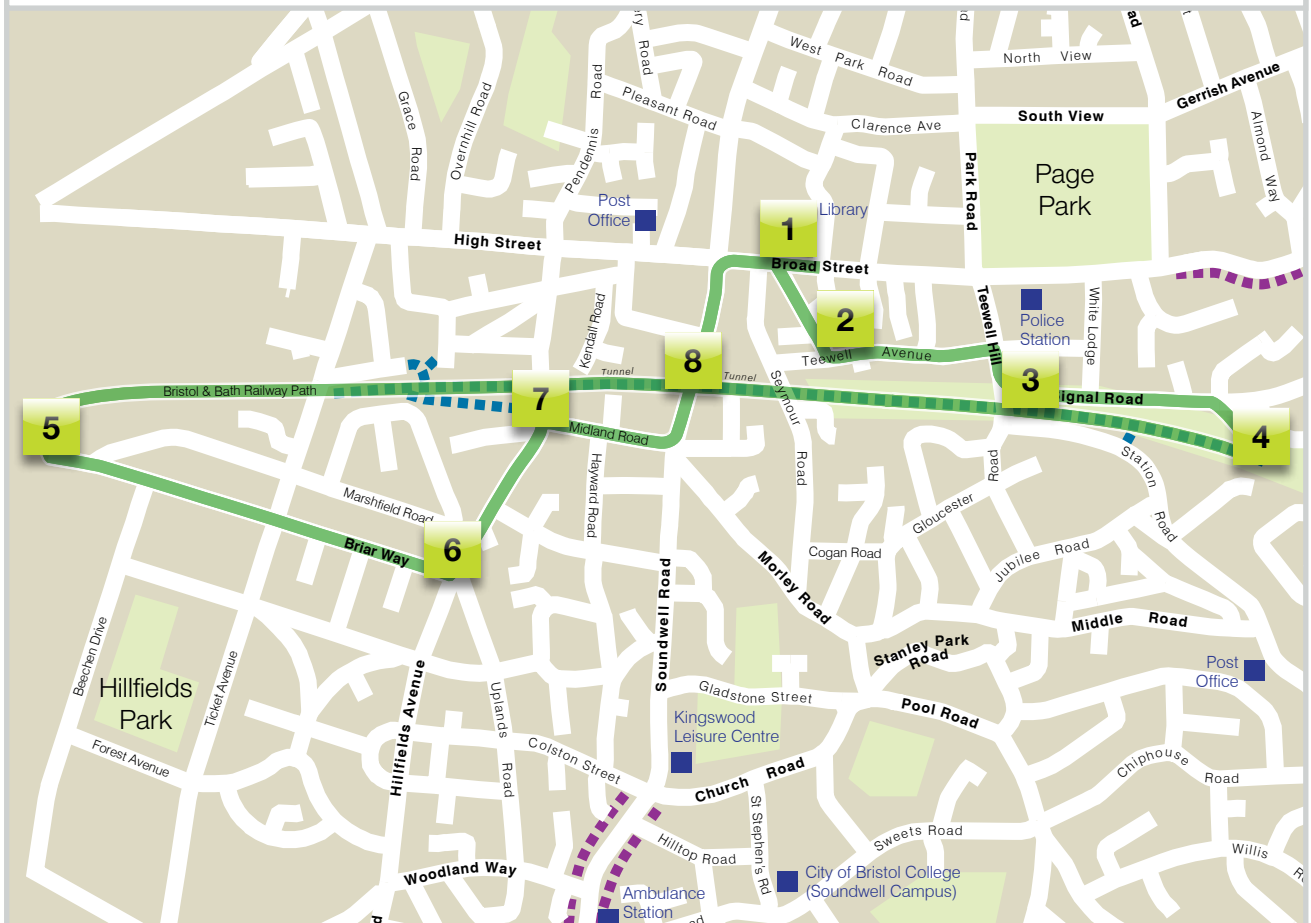 West Park Road
North View
Gerrish Avenue
South View
Road
Pleasant Road
Clarence Ave
Grace Road
Overnhill Road
Pendennis Road
Park Road
Page
Park
Almond Way
Post
Office
1
Library
High Street
Broad Street
2
Teewell Hill
Police
Station
White Lodge
Kendall Road
8
Teewell Avenue
Tunnel
Tunnel
3
Bristol & Bath Railway Path
7
Seymour Road
Signal Road
5
Midland Road
4
Station Road
Hayward Road
Road
Marshfield Road
Gloucester
6
Briar Way
Cogan Road
Jubilee Road
Morley Road
Soundwell Road
Middle Road
Stanley Park
Road
Beechen Drive
Hillfields
Park
Ticket Avenue
Hillfields Avenue
Uplands Road
Gladstone Street
Post
Office
Pool Road
Kingswood
Leisure Centre
Forest Avenue
Colston Street
Church Road
Chiphouse Road
St Stephen's Rd
Sweets Road
Hilltop Road
Willis
Woodland Way
City of Bristol College
(Soundwell Campus)
Ambulance
Station